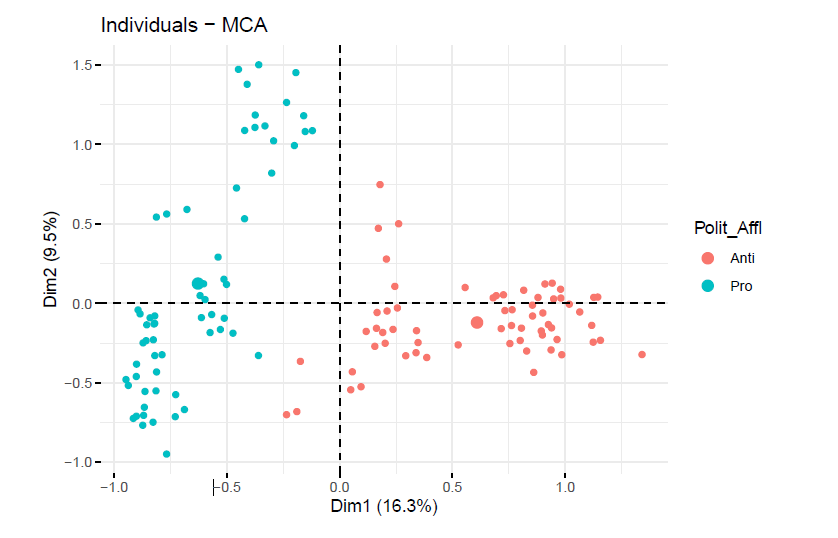 Individuals − MCA
1.5
1.0
0.5
0.0
−0.5
−1.0
Dim2 (9.5%)
−1.0 −0.5 0.0 0.5 1.0
Dim1 (16.3%)
Polit_Affl
Anti
Pro